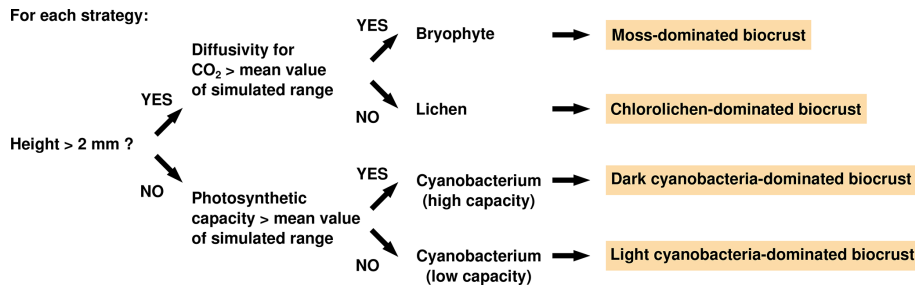 For each strategy:
Height > 2 mm ?
YES
NO
Diffusivity for
CO₂ > mean value
of simulated range
YES
NO
Bryophyte
Moss-dominated biocrust
Lichen
Chlorolichen-dominated biocrust
Photosynthetic
capacity > mean value
of simulated range
YES
NO
Cyanobacterium
(high capacity)
Dark cyanobacteria-dominated biocrust
Cyanobacterium
(low capacity)
Light cyanobacteria-dominated biocrust